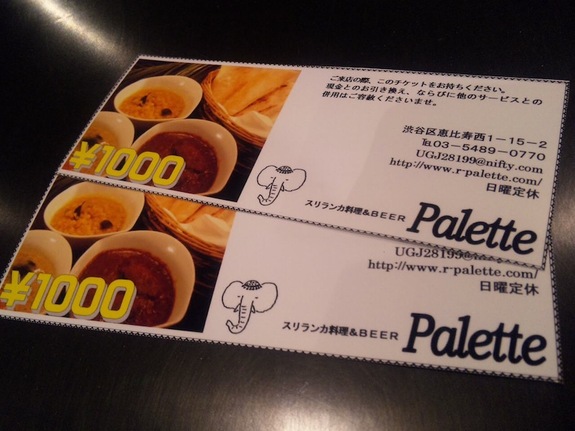 ご来店の際、このチケットをお持ちください。
現金とのお引き換え、ならびに他のサービスとの
併用はご容赦くださいませ。
渋谷区恵比寿西1-15-2
℡03-5489-0770
UGJ28199@nifty.com
http://www.r-palette.com/
日曜定休
¥1000
スリランカ料理&BEER Palette
UGJ28199@nifty.com
http://www.r-palette.com/
日曜定休
¥1000
スリランカ料理&BEER Palette